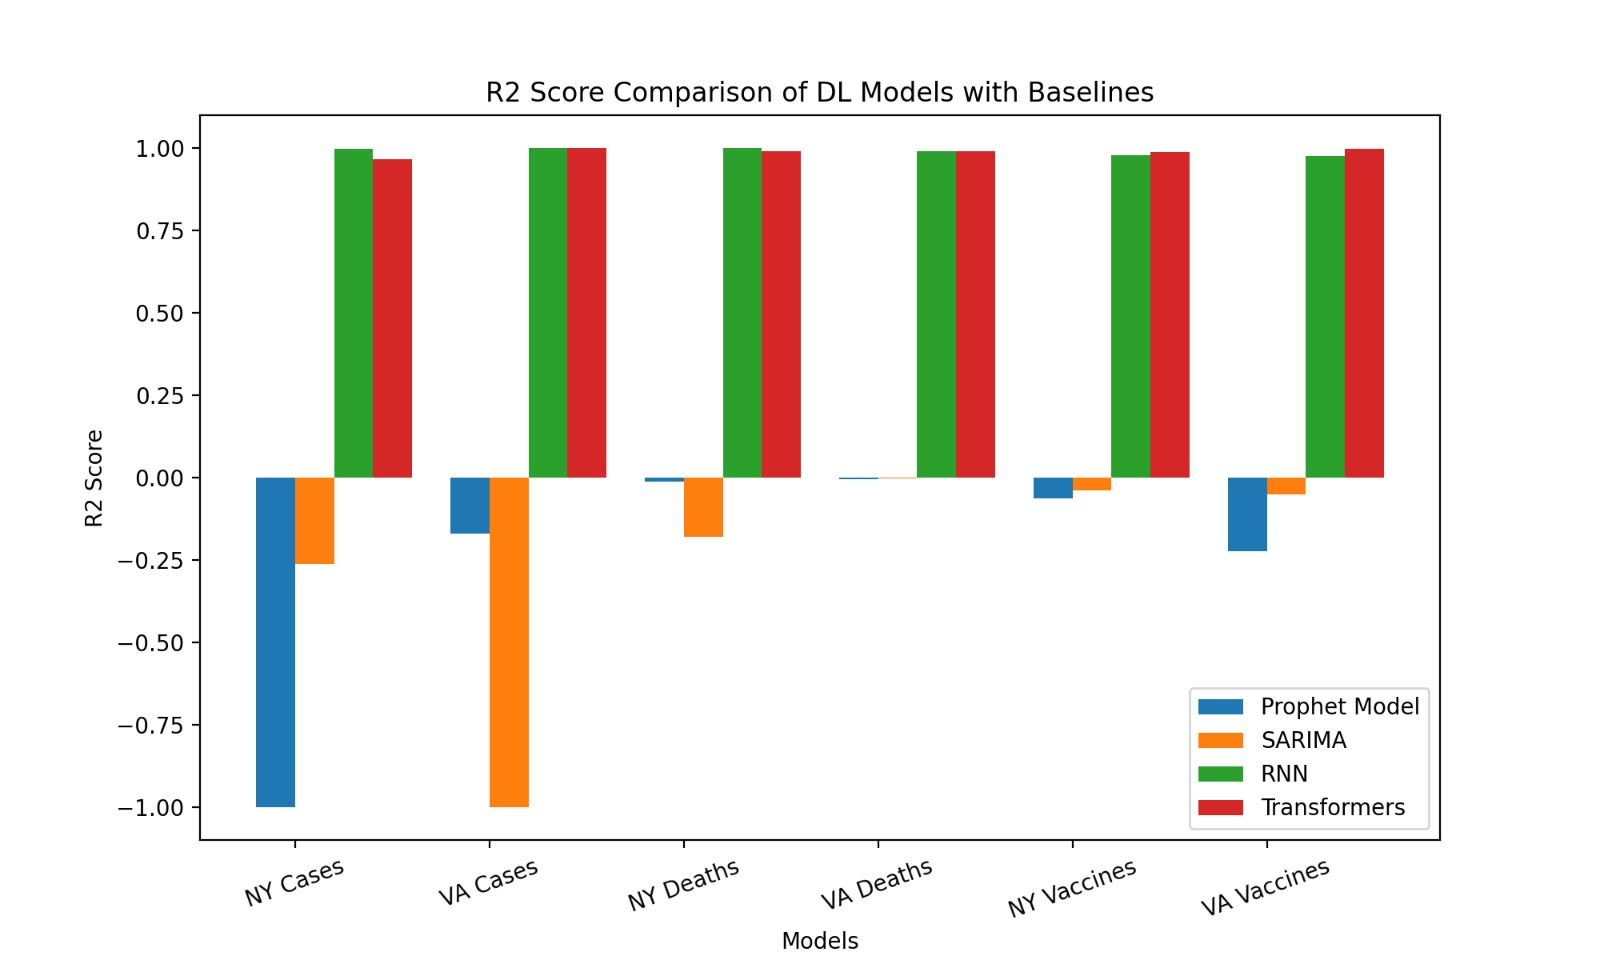 R2 Score Comparison of DL Models with Baselines
R2 Score
1.00
0.75
0.50
0.25
0.00
−0.25
−0.50
−0.75
−1.00
Prophet Model
SARIMA
RNN
Transformers
NY Cases
VA Cases
NY Deaths
VA Deaths
NY Vaccines
VA Vaccines
Models